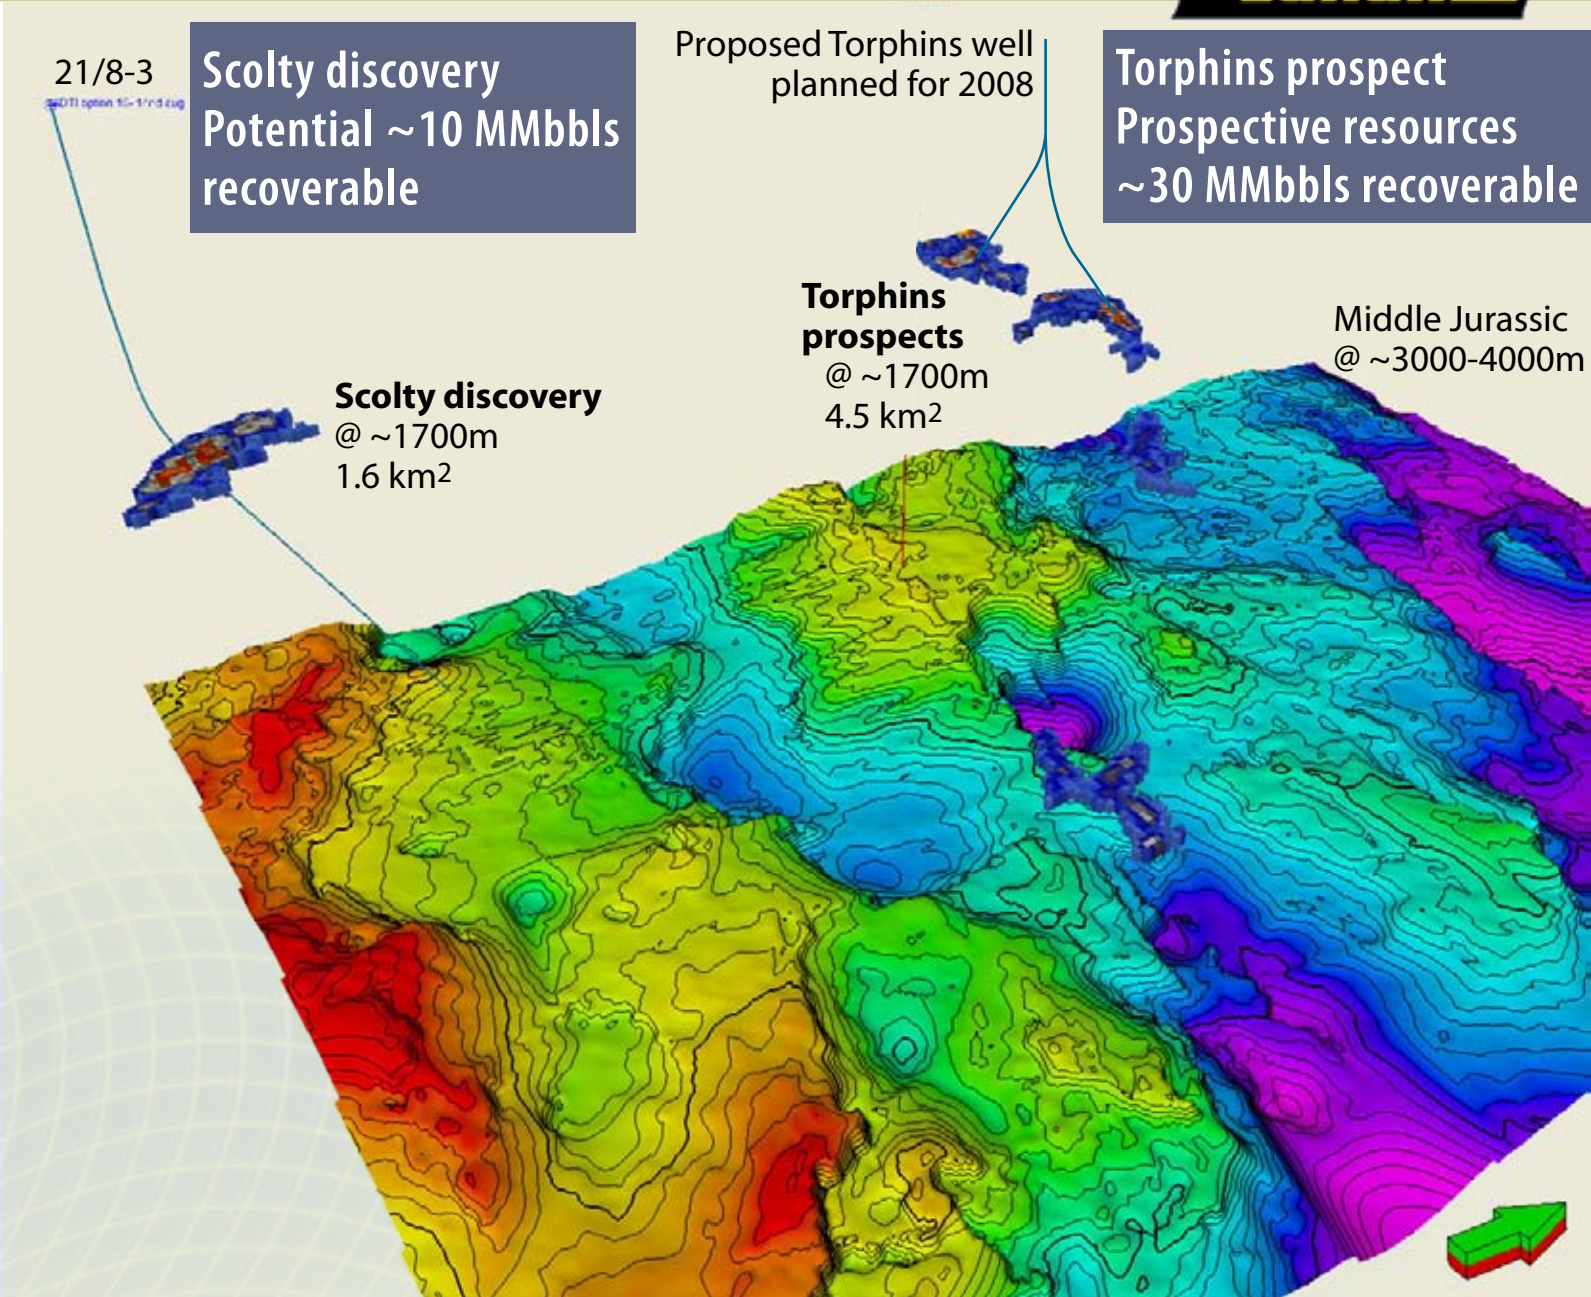 21/8-3
Scolty discovery
Potential ~10 MMbbls
recoverable
Proposed Torphins well
planned for 2008
Torphins prospect
Prospective resources
~30 MMbbls recoverable
Torphins
prospects
@ ~1700m
4.5 km2
Middle Jurassic
@ ~3000-4000m
Scolty discovery
@ ~1700m
1.6 km2